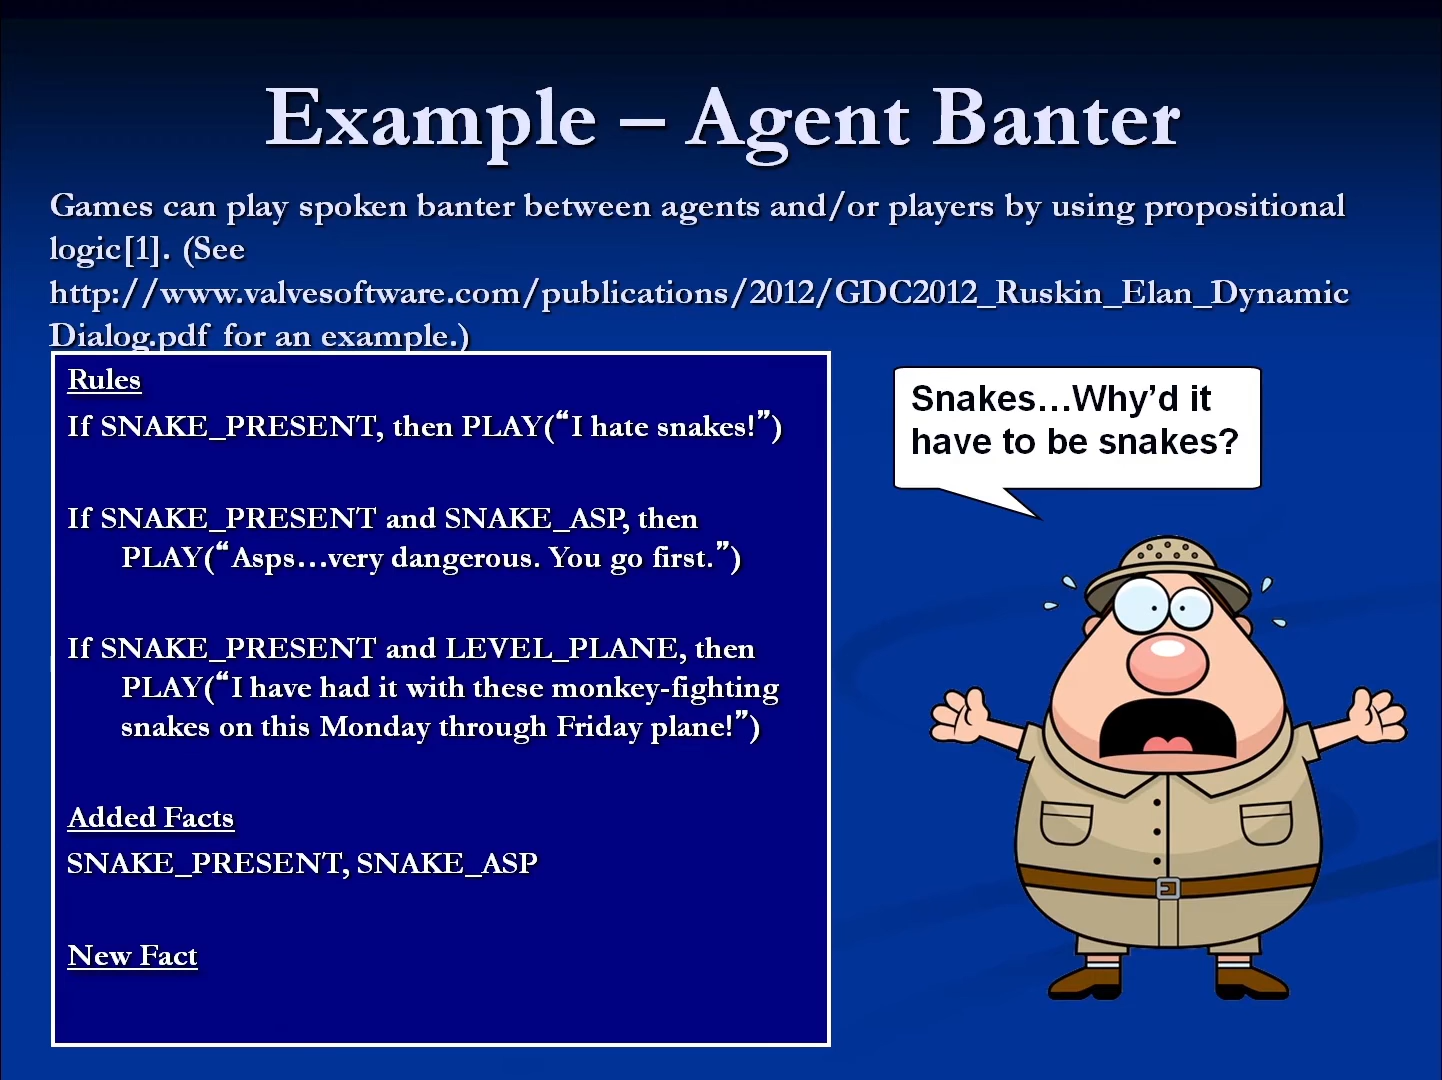 Example – Agent Banter
Games can play spoken banter between agents and/or players by using propositional
logic[1]. (See
http://www.valvesoftware.com/publications/2012/GDC2012_Ruskin_Elan_Dynamic
Dialog.pdf for an example.)
Rules
If SNAKE_PRESENT, then PLAY(“I hate snakes!”)
If SNAKE_PRESENT and SNAKE_ASP, then
PLAY(“Asps…very dangerous. You go first.”)
If SNAKE_PRESENT and LEVEL_PLANE, then
PLAY(“I have had it with these monkey-fighting
snakes on this Monday through Friday plane!”)
Added Facts
SNAKE_PRESENT, SNAKE_ASP
New Fact
Snakes…Why’d it
have to be snakes?